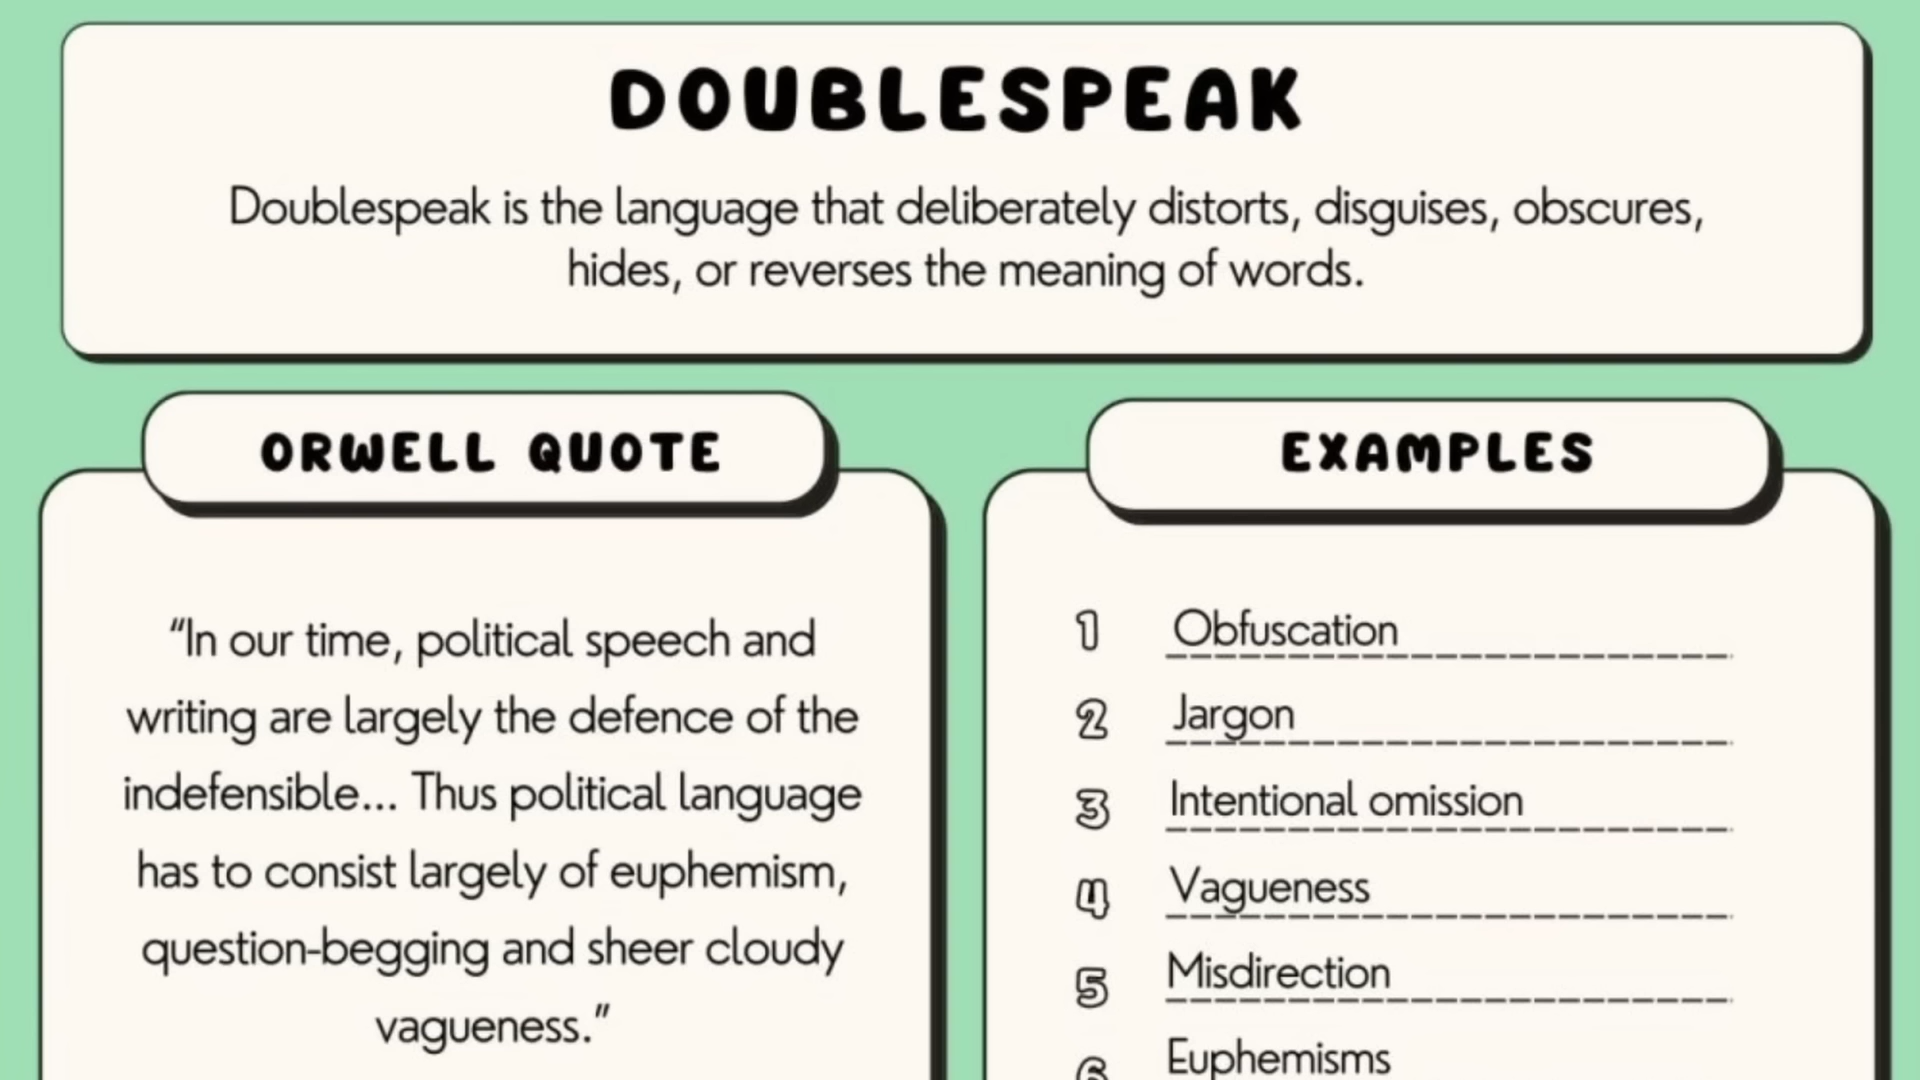 DOUBLESPEAK
Doublespeak is the language that deliberately distorts, disguises, obscures,
hides, or reverses the meaning of words.
ORWELL QUOTE
“In our time, political speech and
writing are largely the defence of the
indefensible... Thus political language
has to consist largely of euphemism,
question-begging and sheer cloudy
vagueness.”
EXAMPLES
1 Obfuscation
2 Jargon
3 Intentional omission
4 Vagueness
5 Misdirection
6 Euphemisms